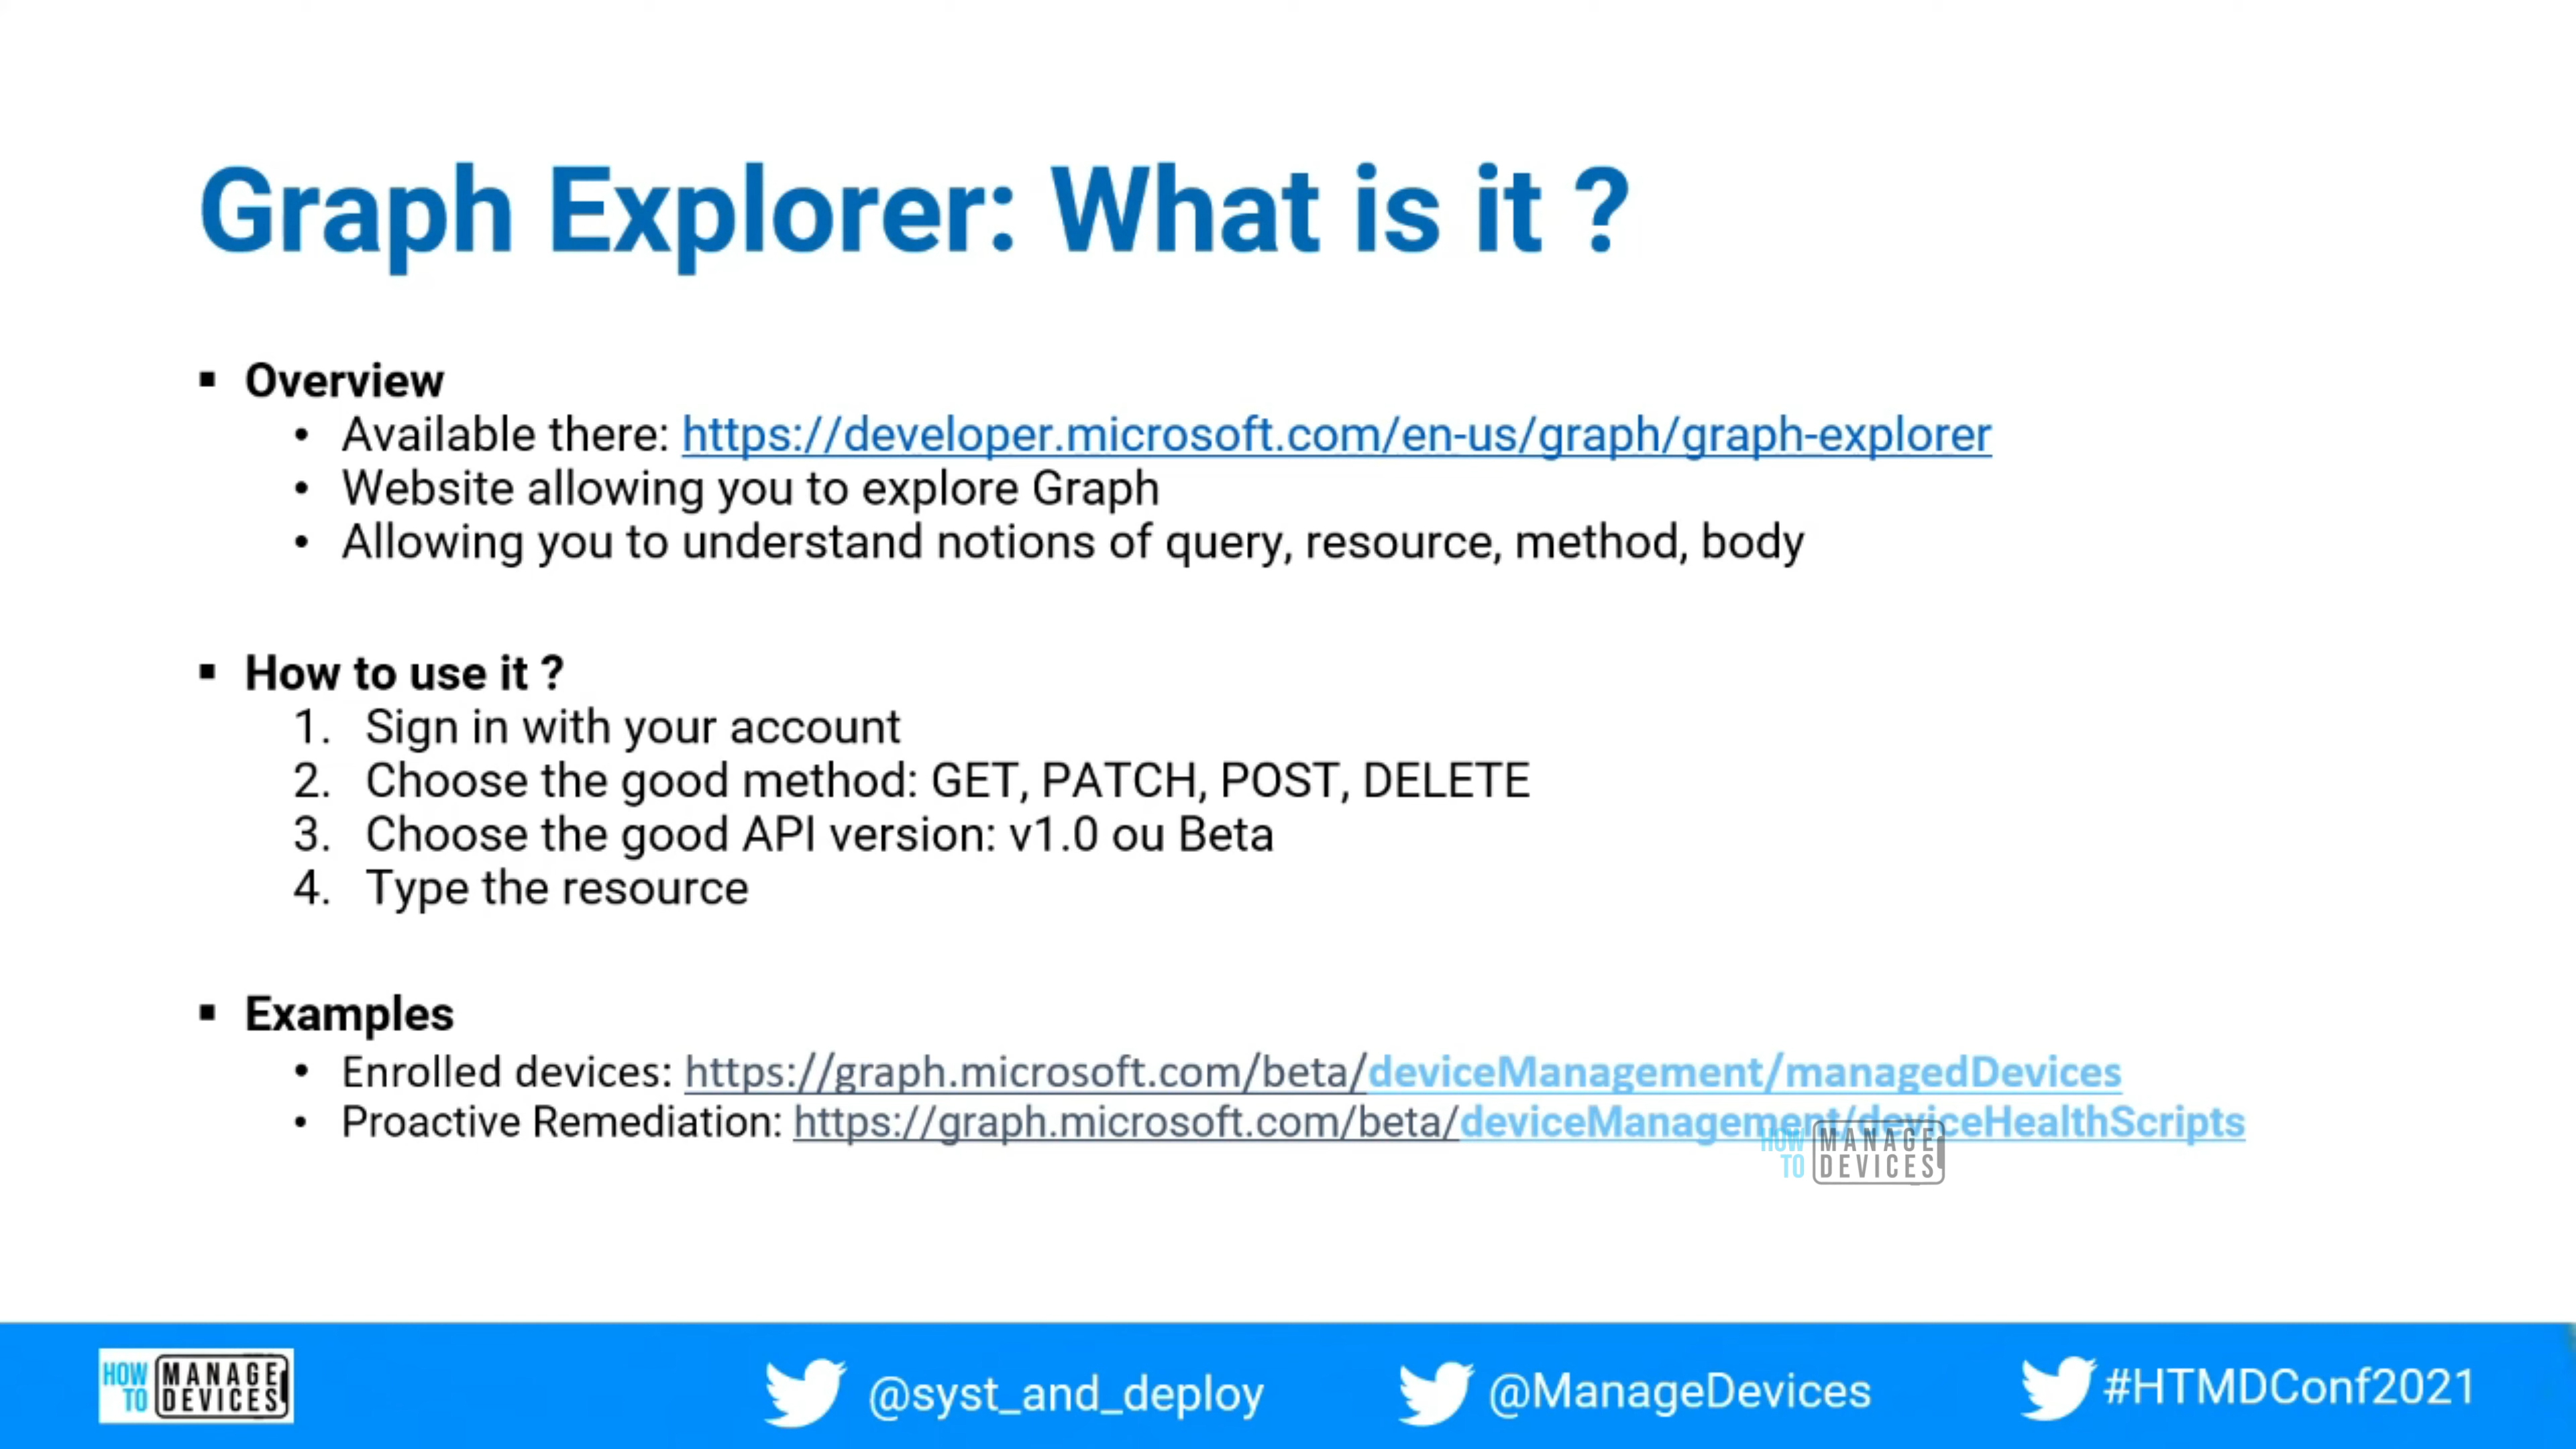 Graph Explorer: What is it ?
▪ Overview
• Available there: https://developer.microsoft.com/en-us/graph/graph-explorer
• Website allowing you to explore Graph
• Allowing you to understand notions of query, resource, method, body
▪ How to use it ?
1. Sign in with your account
2. Choose the good method: GET, PATCH, POST, DELETE
3. Choose the good API version: v1.0 ou Beta
4. Type the resource
▪ Examples
• Enrolled devices: https://graph.microsoft.com/beta/deviceManagement/managedDevices
• Proactive Remediation: https://graph.microsoft.com/beta/deviceManagement/deviceHealthScripts
HOW MANAGE
TO DEVICES
HOW MANAGE
TO DEVICES
@syst_and_deploy
@ManageDevices
#HTMDConf2021